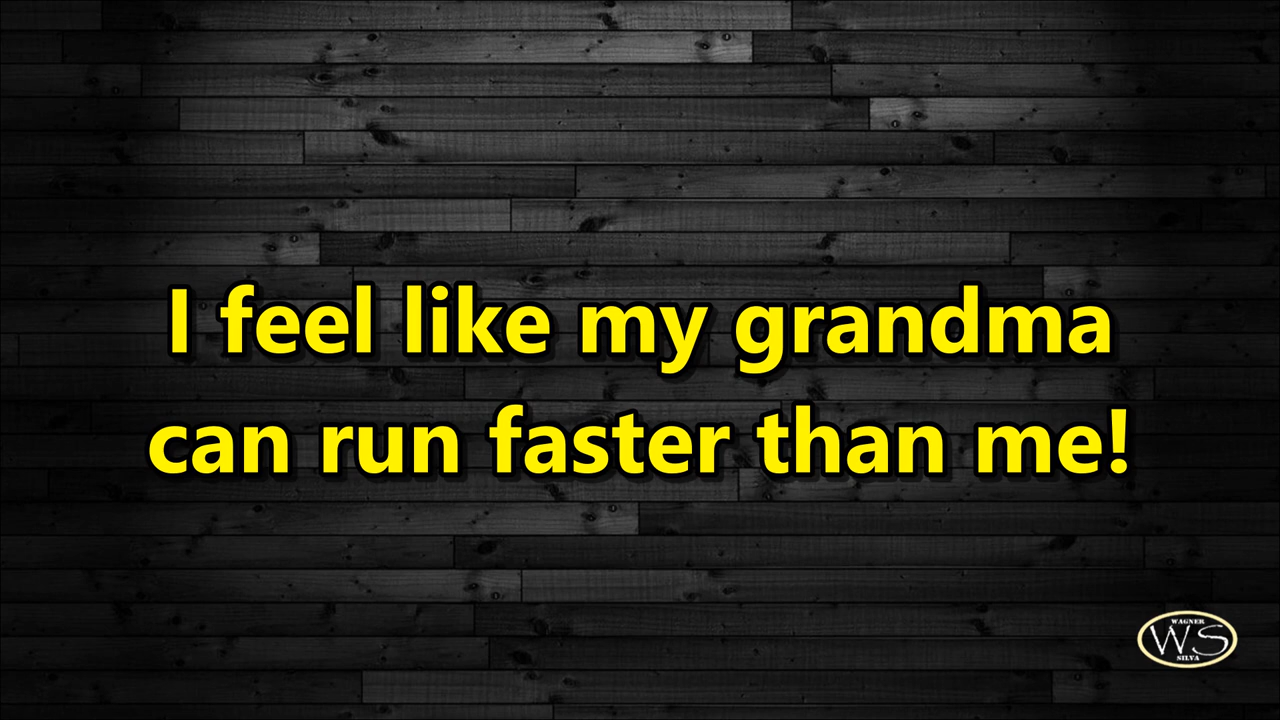 I feel like my grandma
can run faster than me!
WAGNER
WS
SILVA